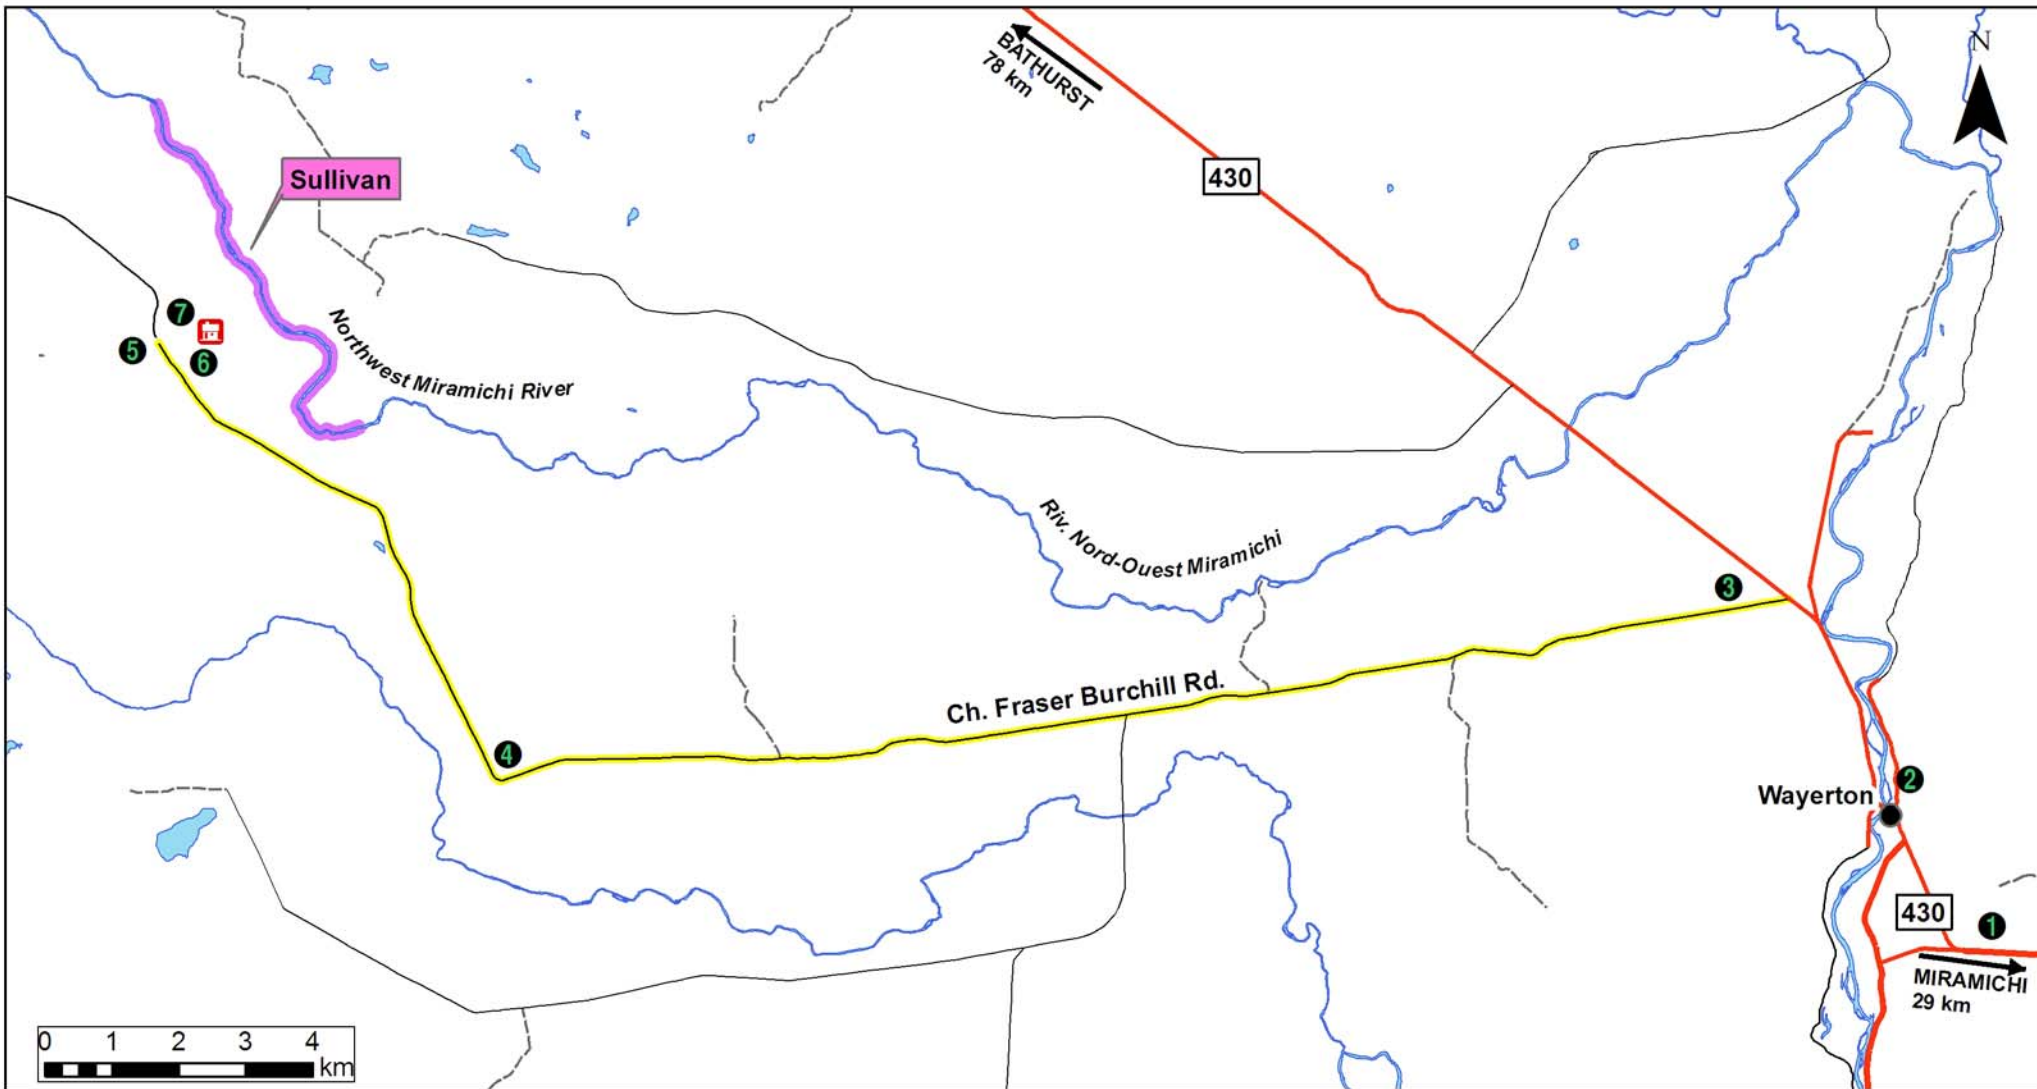 N
BATHURST
78 km
430
Sullivan
7
5
6
Northwest Miramichi River
Riv. Nord-Ouest Miramichi
3
Ch. Fraser Burchill Rd.
4
2
Wayerton
430
1
MIRAMICHI
29 km
0 1 2 3 4
km